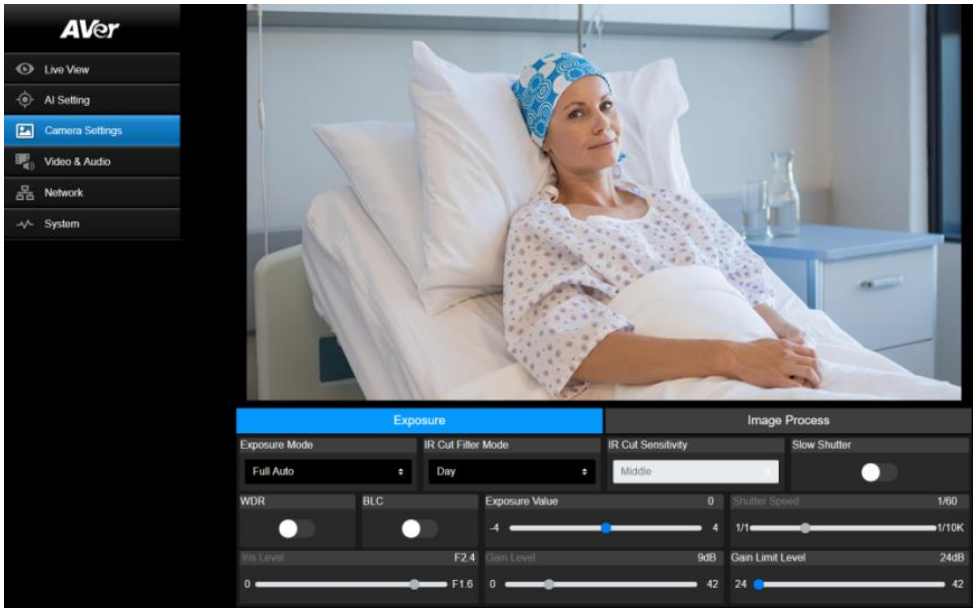 AVer
Live View
AI Setting
Camera Settings
Video & Audio
Network
System
Exposure Image Process
Exposure Mode IR Cut Filter Mode IR Cut Sensitivity Slow Shutter
Full Auto Day Middle
WDR BLC Exposure Value 0 Shutter Speed 1/60
-4 4 1/1 1/10K
Iris Level F2.4 Gain Level 9dB Gain Limit Level 24dB
0 F1.6 0 42 24 42